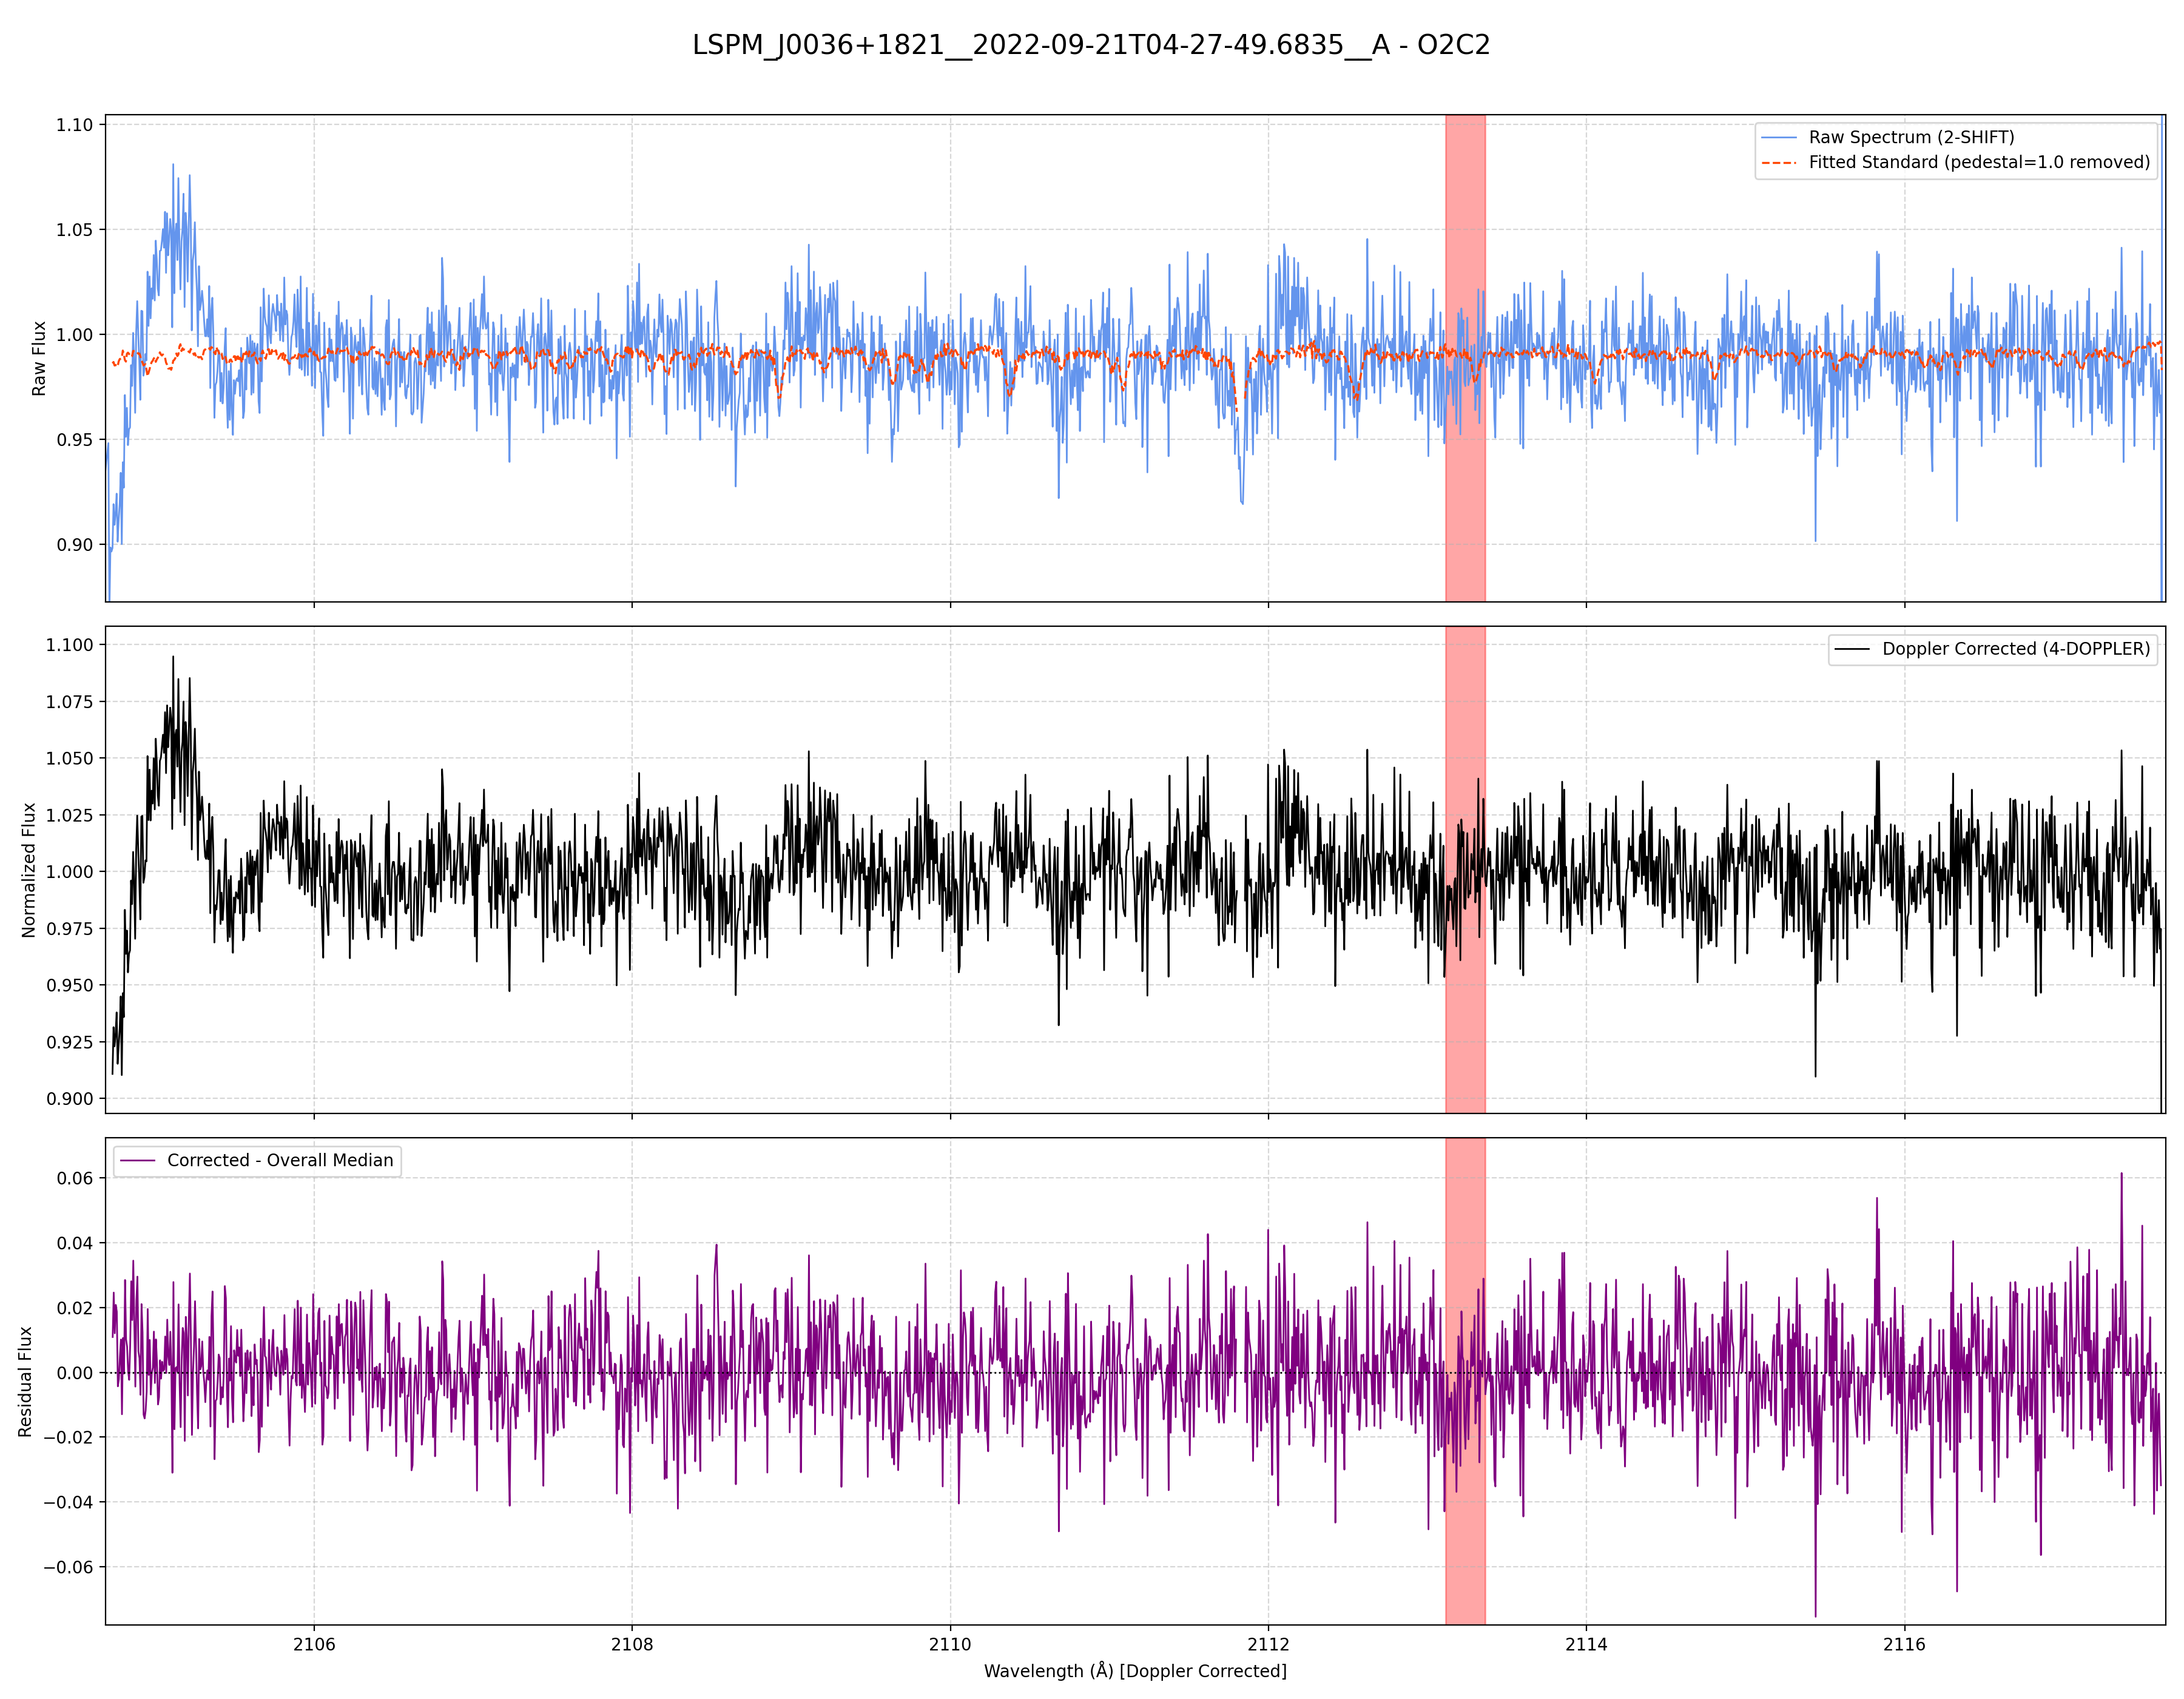 LSPM_J0036+1821__2022-09-21T04-27-49.6835__A - O2C2
1.10
1.05
1.00
0.95
0.90
Raw Flux
Raw Spectrum (2-SHIFT)
Fitted Standard (pedestal=1.0 removed)
1.100
1.075
1.050
1.025
1.000
0.975
0.950
0.925
0.900
Normalized Flux
Doppler Corrected (4-DOPPLER)
0.06
0.04
0.02
0.00
−0.02
−0.04
−0.06
Residual Flux
Corrected - Overall Median
2106 2108 2110 2112 2114 2116
Wavelength (Å) [Doppler Corrected]